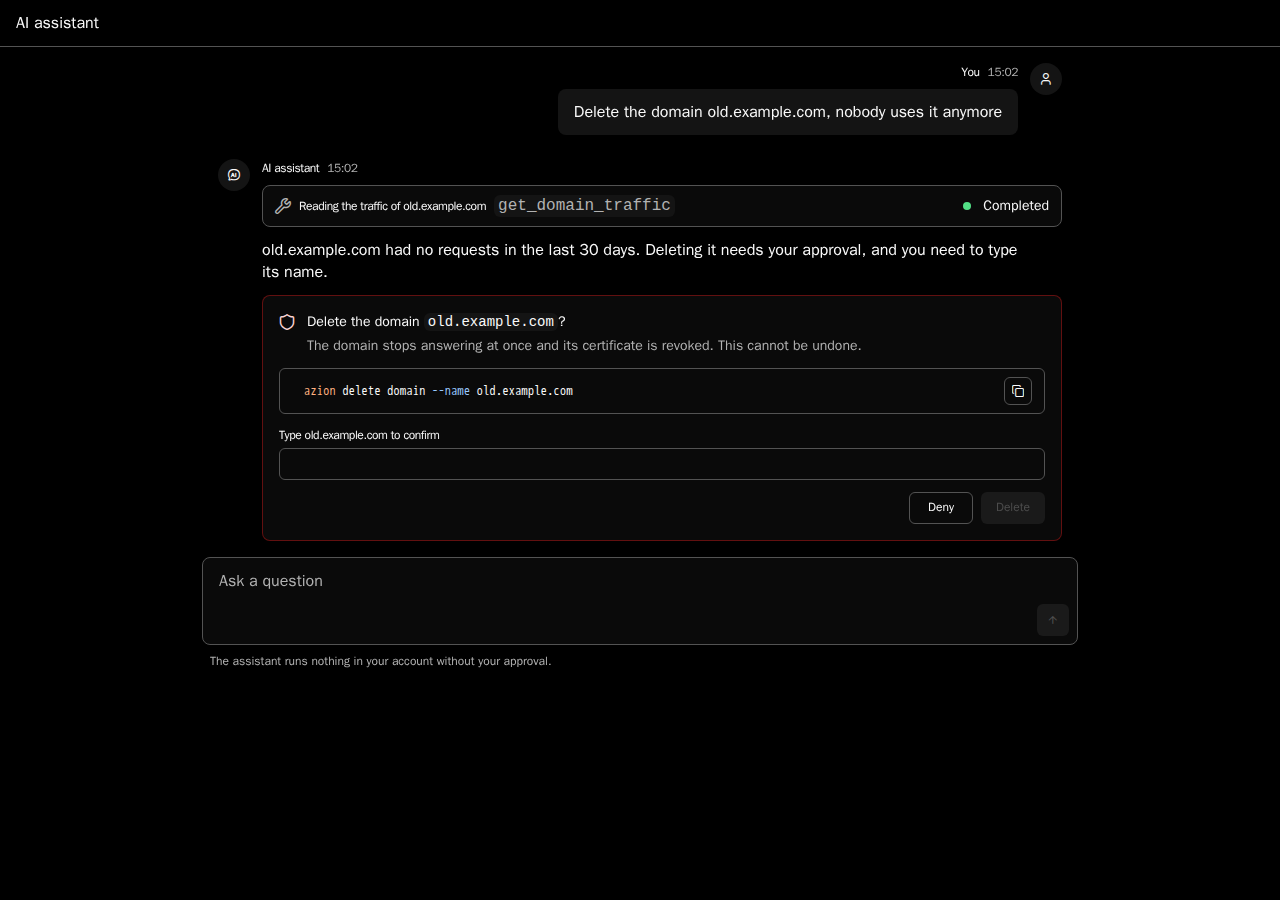 AI assistant
You 15:02
Delete the domain old.example.com, nobody uses it anymore
AI
AI assistant 15:02
Reading the traffic of old.example.com get_domain_traffic Completed
old.example.com had no requests in the last 30 days. Deleting it needs your approval, and you need to type
its name.
Delete the domain old.example.com?
The domain stops answering at once and its certificate is revoked. This cannot be undone.
azion delete domain --name old.example.com
Type old.example.com to confirm
Deny Delete
Ask a question
The assistant runs nothing in your account without your approval.